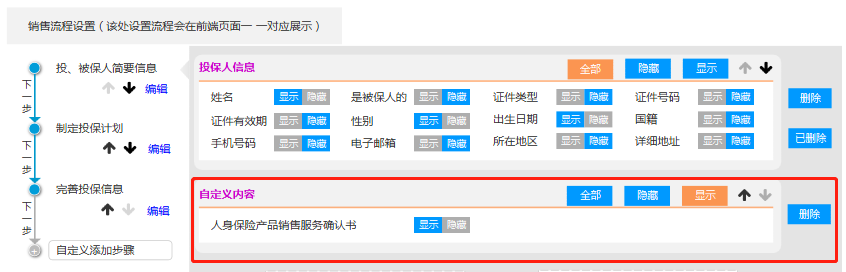 销售流程设置（该处设置流程会在前端页面一 一对应展示）
投、被保人简要信息
编辑
下一步
制定投保计划
编辑
下一步
完善投保信息
编辑
下一步
自定义添加步骤
投保人信息 全部 隐藏 显示
姓名 显示 隐藏 是被保人的 显示 隐藏 证件类型 显示 隐藏 证件号码 显示 隐藏
证件有效期 显示 隐藏 性别 显示 隐藏 出生日期 显示 隐藏 国籍 显示 隐藏
手机号码 显示 隐藏 电子邮箱 显示 隐藏 所在地区 显示 隐藏 详细地址 显示 隐藏
删除
已删除
自定义内容 全部 隐藏 显示
人身保险产品销售服务确认书 显示 隐藏
删除